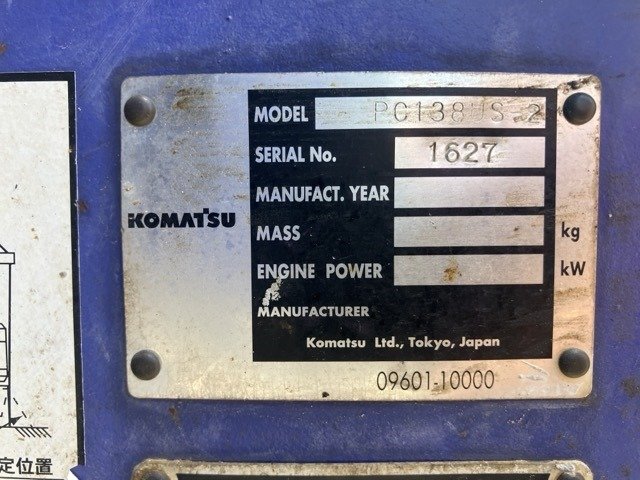 MODEL PC138US-2
SERIAL No. 1627
MANUFACT. YEAR
KOMATSU
MASS kg
ENGINE POWER kW
MANUFACTURER
Komatsu Ltd., Tokyo, Japan
09601-10000
定位置